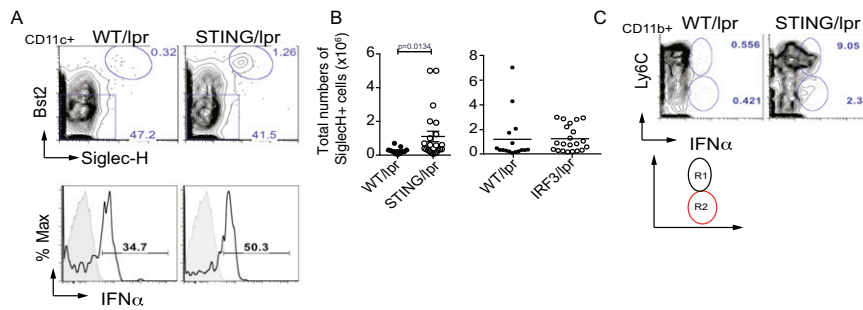 A
CD11c+
WT/lpr
STING/lpr
0.32
1.26
47.2
41.5
Bst2
Siglec-H
34.7
50.3
% Max
IFNα
B
Total numbers of
SiglecH+ cells (x10⁶)
p=0.0134
6
4
2
0
WT/lpr
STING/lpr
8
6
4
2
0
WT/lpr
IRF3/lpr
C
CD11b+
WT/lpr
STING/lpr
0.556
9.05
0.421
2.3
Ly6C
IFNα
R1
R2